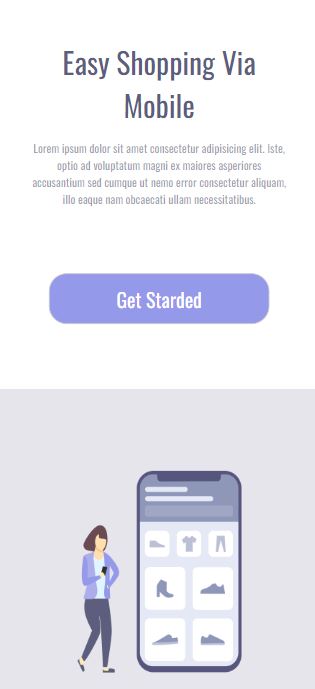 Easy Shopping Via
Mobile
Lorem ipsum dolor sit amet consectetur adipisicing elit. Iste,
optio ad voluptatum magni ex maiores asperiores
accusantium sed cumque ut nemo error consectetur aliquam,
illo eaque nam obcaecati ullam necessitatibus.
Get Starded